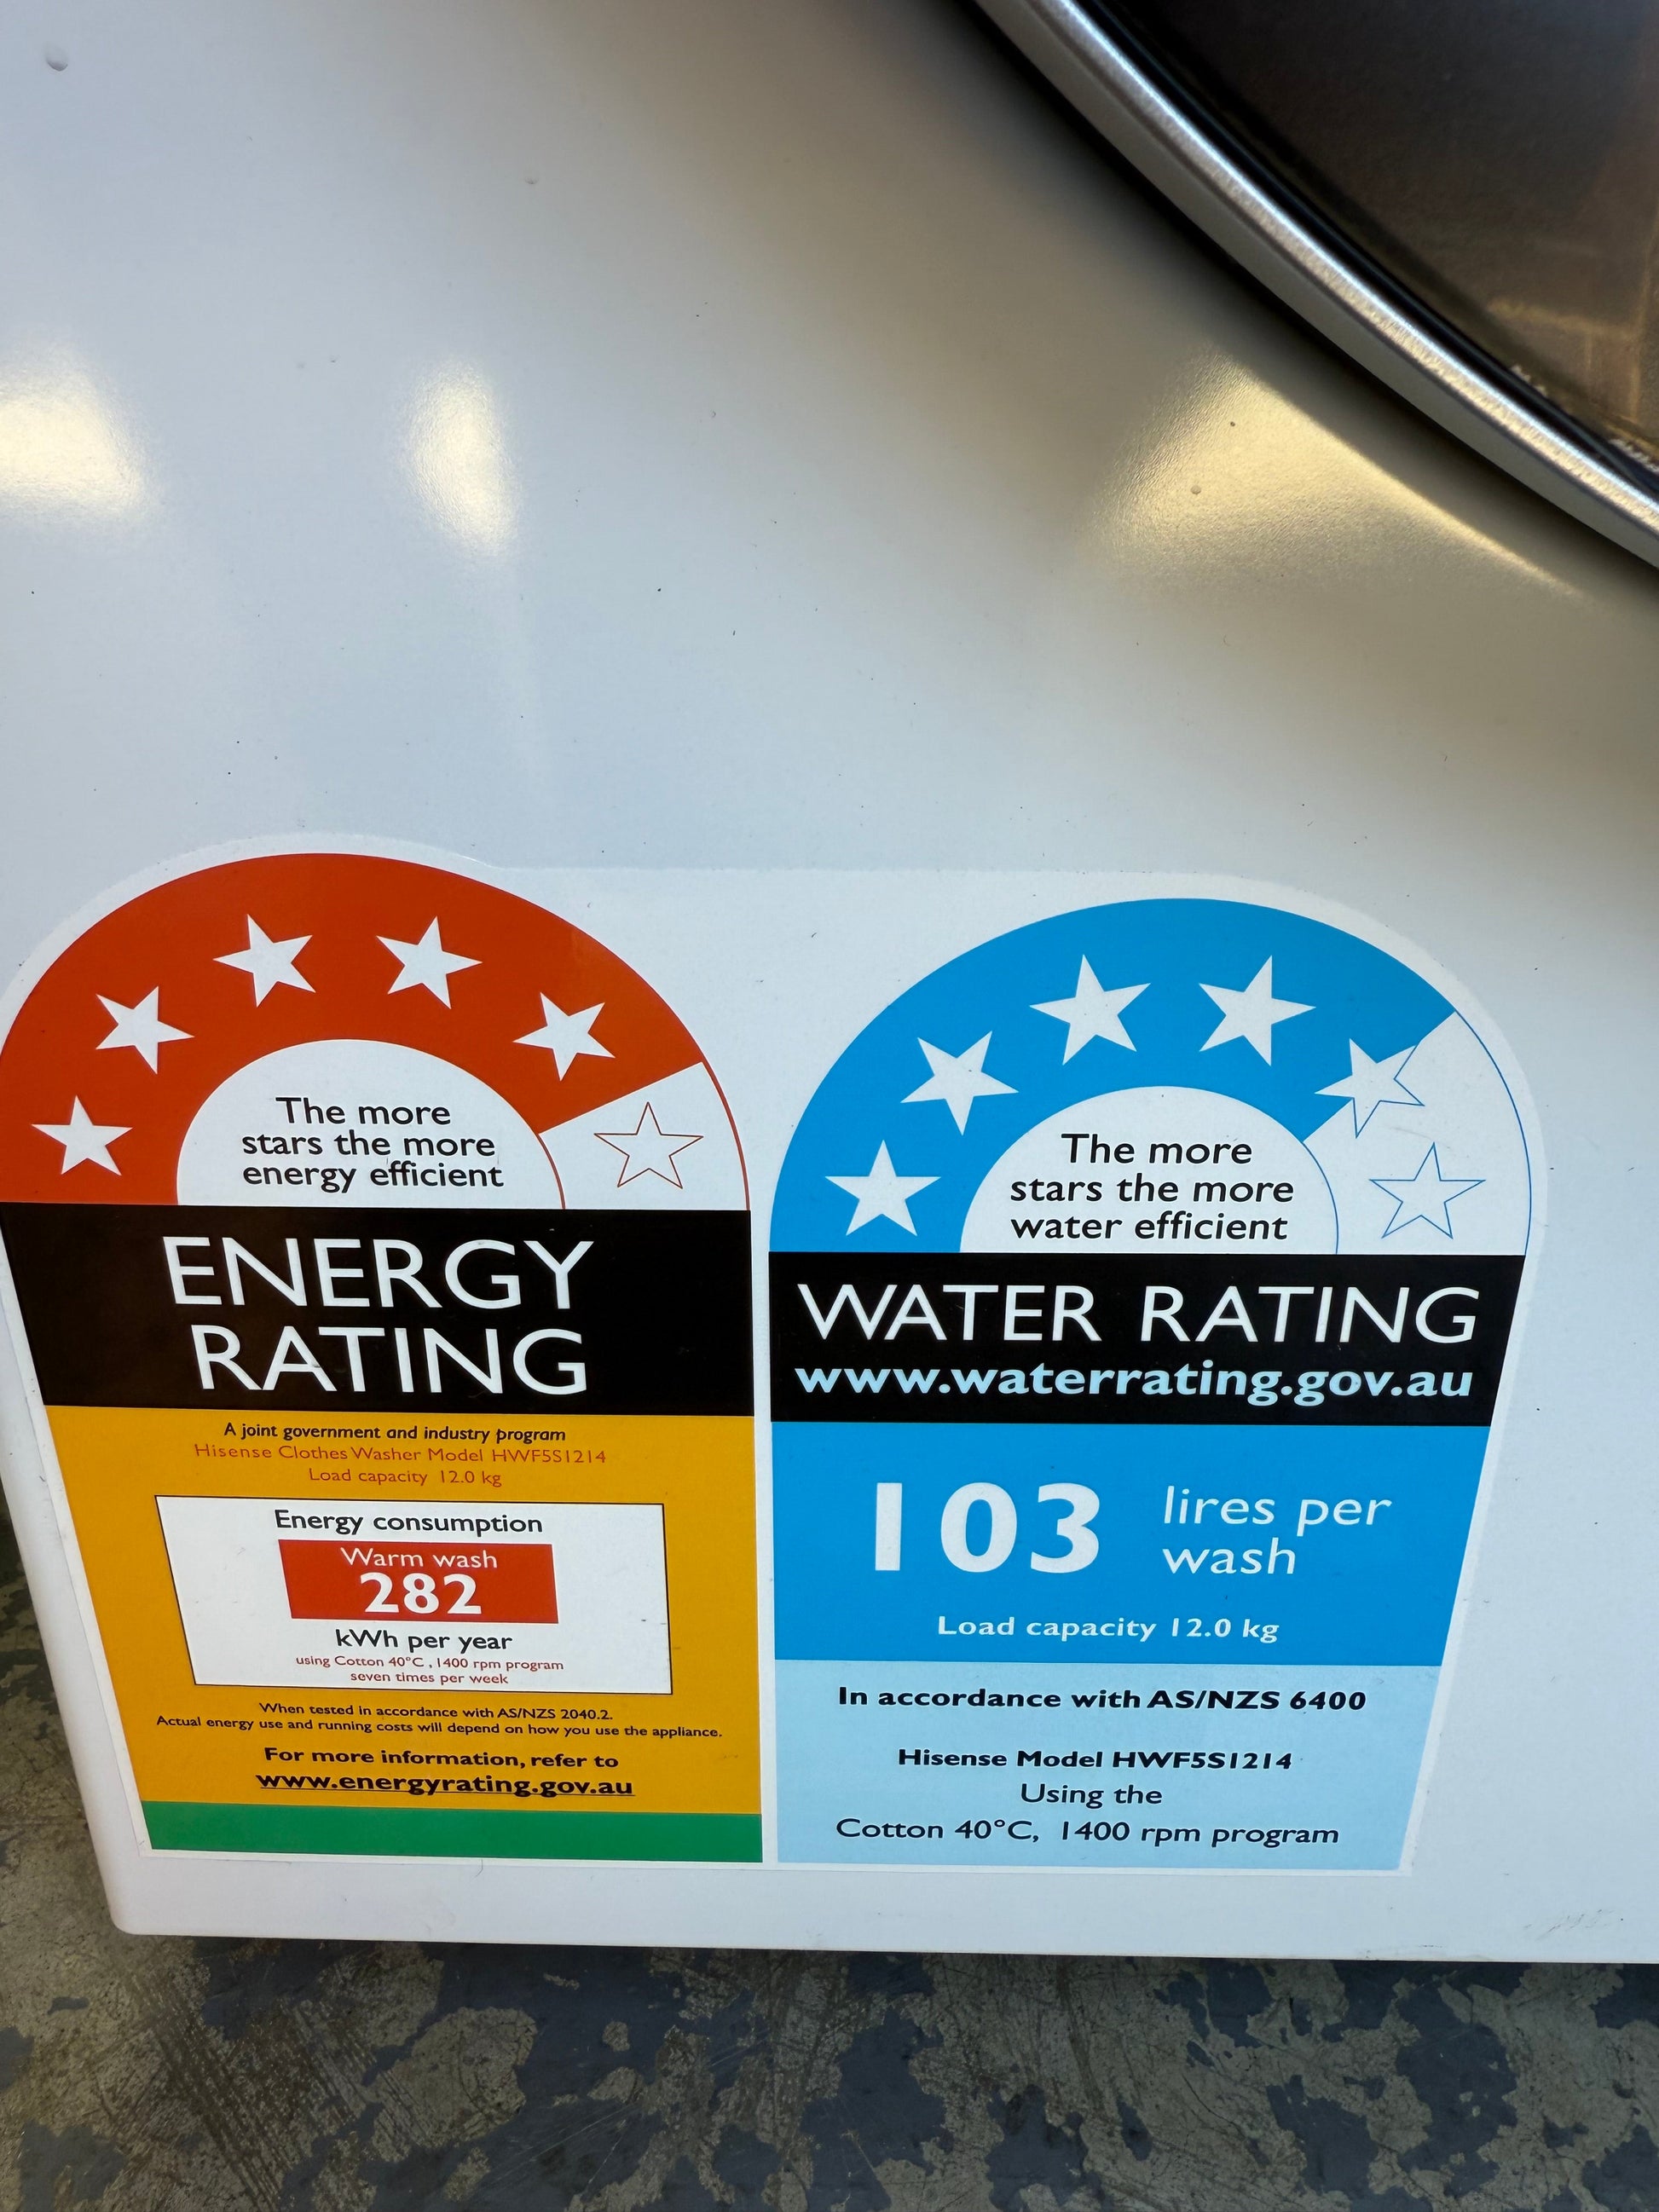 The more
stars the more
energy efficient
ENERGY
RATING
A joint government and industry program
Hisense Clothes Washer Model HWF5S1214
Load capacity 12.0 kg
Energy consumption
Warm wash
282
kWh per year
using Cotton 40°C , 1400 rpm program
seven times per week
When tested in accordance with AS/NZS 2040.2.
Actual energy use and running costs will depend on how you use the appliance.
For more information, refer to
www.energyrating.gov.au
The more
stars the more
water efficient
WATER RATING
www.waterrating.gov.au
103 lires per
wash
Load capacity 12.0 kg
In accordance with AS/NZS 6400
Hisense Model HWF5S1214
Using the
Cotton 40°C, 1400 rpm program